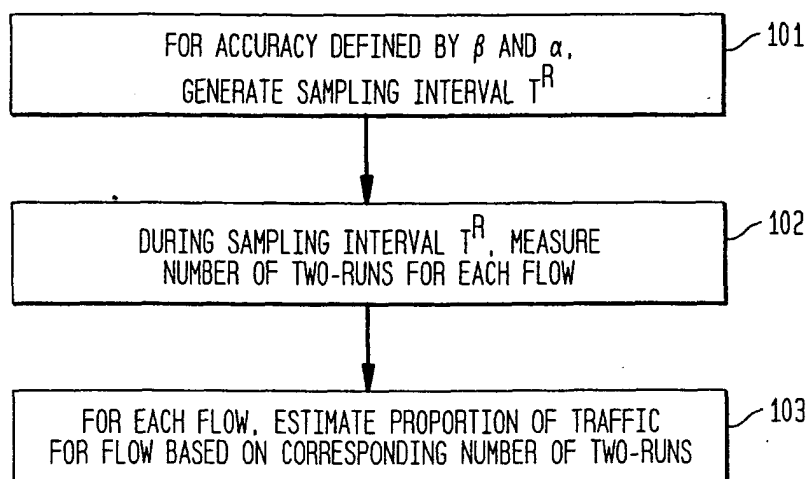 FOR ACCURACY DEFINED BY β AND α,
GENERATE SAMPLING INTERVAL T^R
101
DURING SAMPLING INTERVAL T^R, MEASURE
NUMBER OF TWO-RUNS FOR EACH FLOW
102
FOR EACH FLOW, ESTIMATE PROPORTION OF TRAFFIC
FOR FLOW BASED ON CORRESPONDING NUMBER OF TWO-RUNS
103